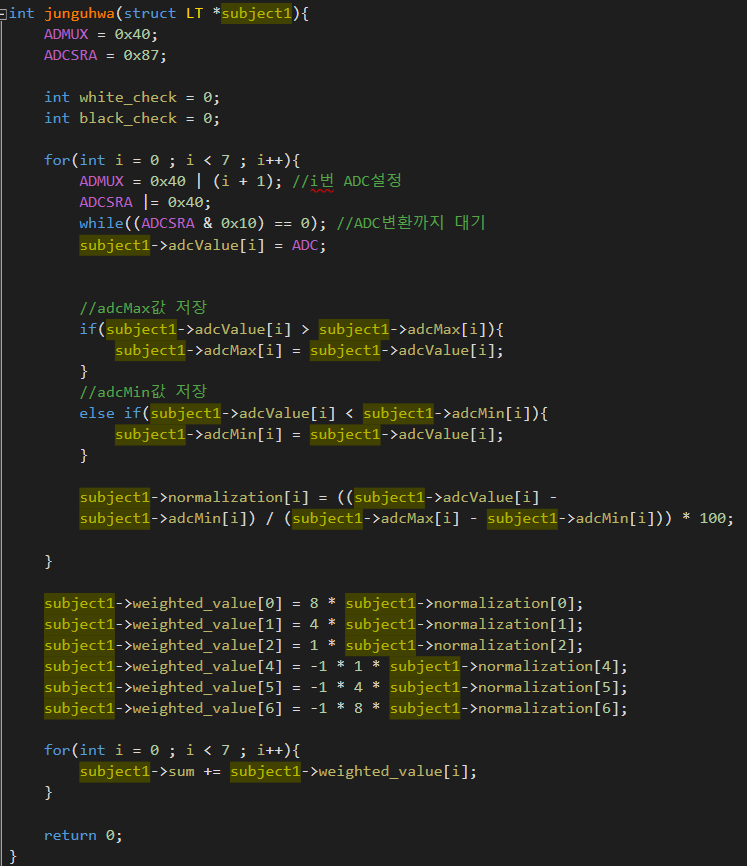 int junguhwa(struct LT *subject1){
    ADMUX = 0x40;
    ADCSRA = 0x87;

    int white_check = 0;
    int black_check = 0;

    for(int i = 0 ; i < 7 ; i++){
        ADMUX = 0x40 | (i + 1); //i번 ADC설정
        ADCSRA |= 0x40;
        while((ADCSRA & 0x10) == 0); //ADC변환까지 대기
        subject1->adcValue[i] = ADC;


        //adcMax값 저장
        if(subject1->adcValue[i] > subject1->adcMax[i]){
            subject1->adcMax[i] = subject1->adcValue[i];
        }
        //adcMin값 저장
        else if(subject1->adcValue[i] < subject1->adcMin[i]){
            subject1->adcMin[i] = subject1->adcValue[i];
        }

        subject1->normalization[i] = ((subject1->adcValue[i] -
        subject1->adcMin[i]) / (subject1->adcMax[i] - subject1->adcMin[i])) * 100;

    }

    subject1->weighted_value[0] = 8 * subject1->normalization[0];
    subject1->weighted_value[1] = 4 * subject1->normalization[1];
    subject1->weighted_value[2] = 1 * subject1->normalization[2];
    subject1->weighted_value[4] = -1 * 1 * subject1->normalization[4];
    subject1->weighted_value[5] = -1 * 4 * subject1->normalization[5];
    subject1->weighted_value[6] = -1 * 8 * subject1->normalization[6];

    for(int i = 0 ; i < 7 ; i++){
        subject1->sum += subject1->weighted_value[i];
    }

    return 0;
}